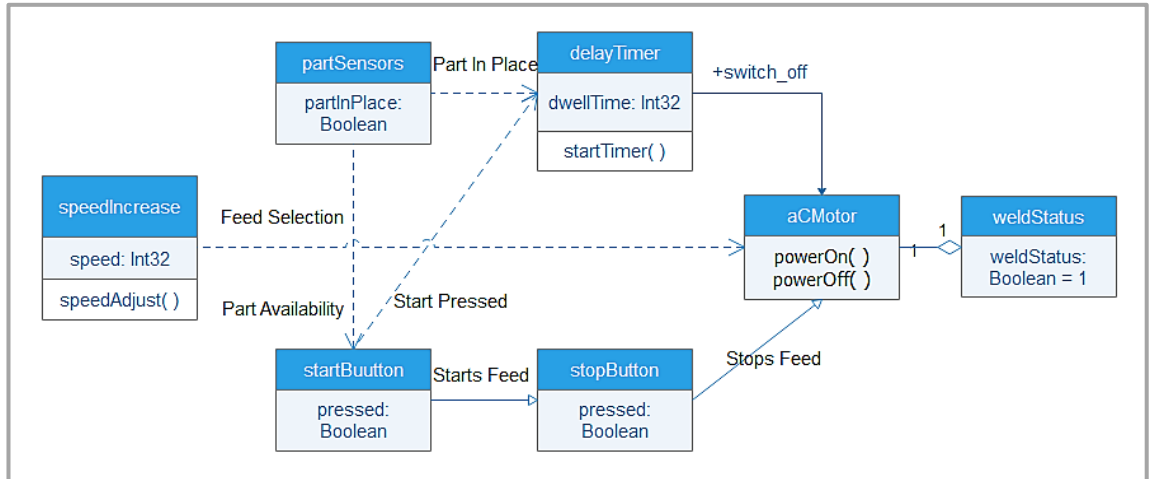 partSensors
partInPlace:
Boolean
Part In Place
delayTimer
dwellTime: Int32
startTimer( )
+switch_off
speedIncrease
speed: Int32
speedAdjust( )
Feed Selection
aCMotor
powerOn( )
powerOff( )
1
1
weldStatus
weldStatus:
Boolean = 1
Part Availability
Start Pressed
startBuutton
pressed:
Boolean
Starts Feed
stopButton
pressed:
Boolean
Stops Feed